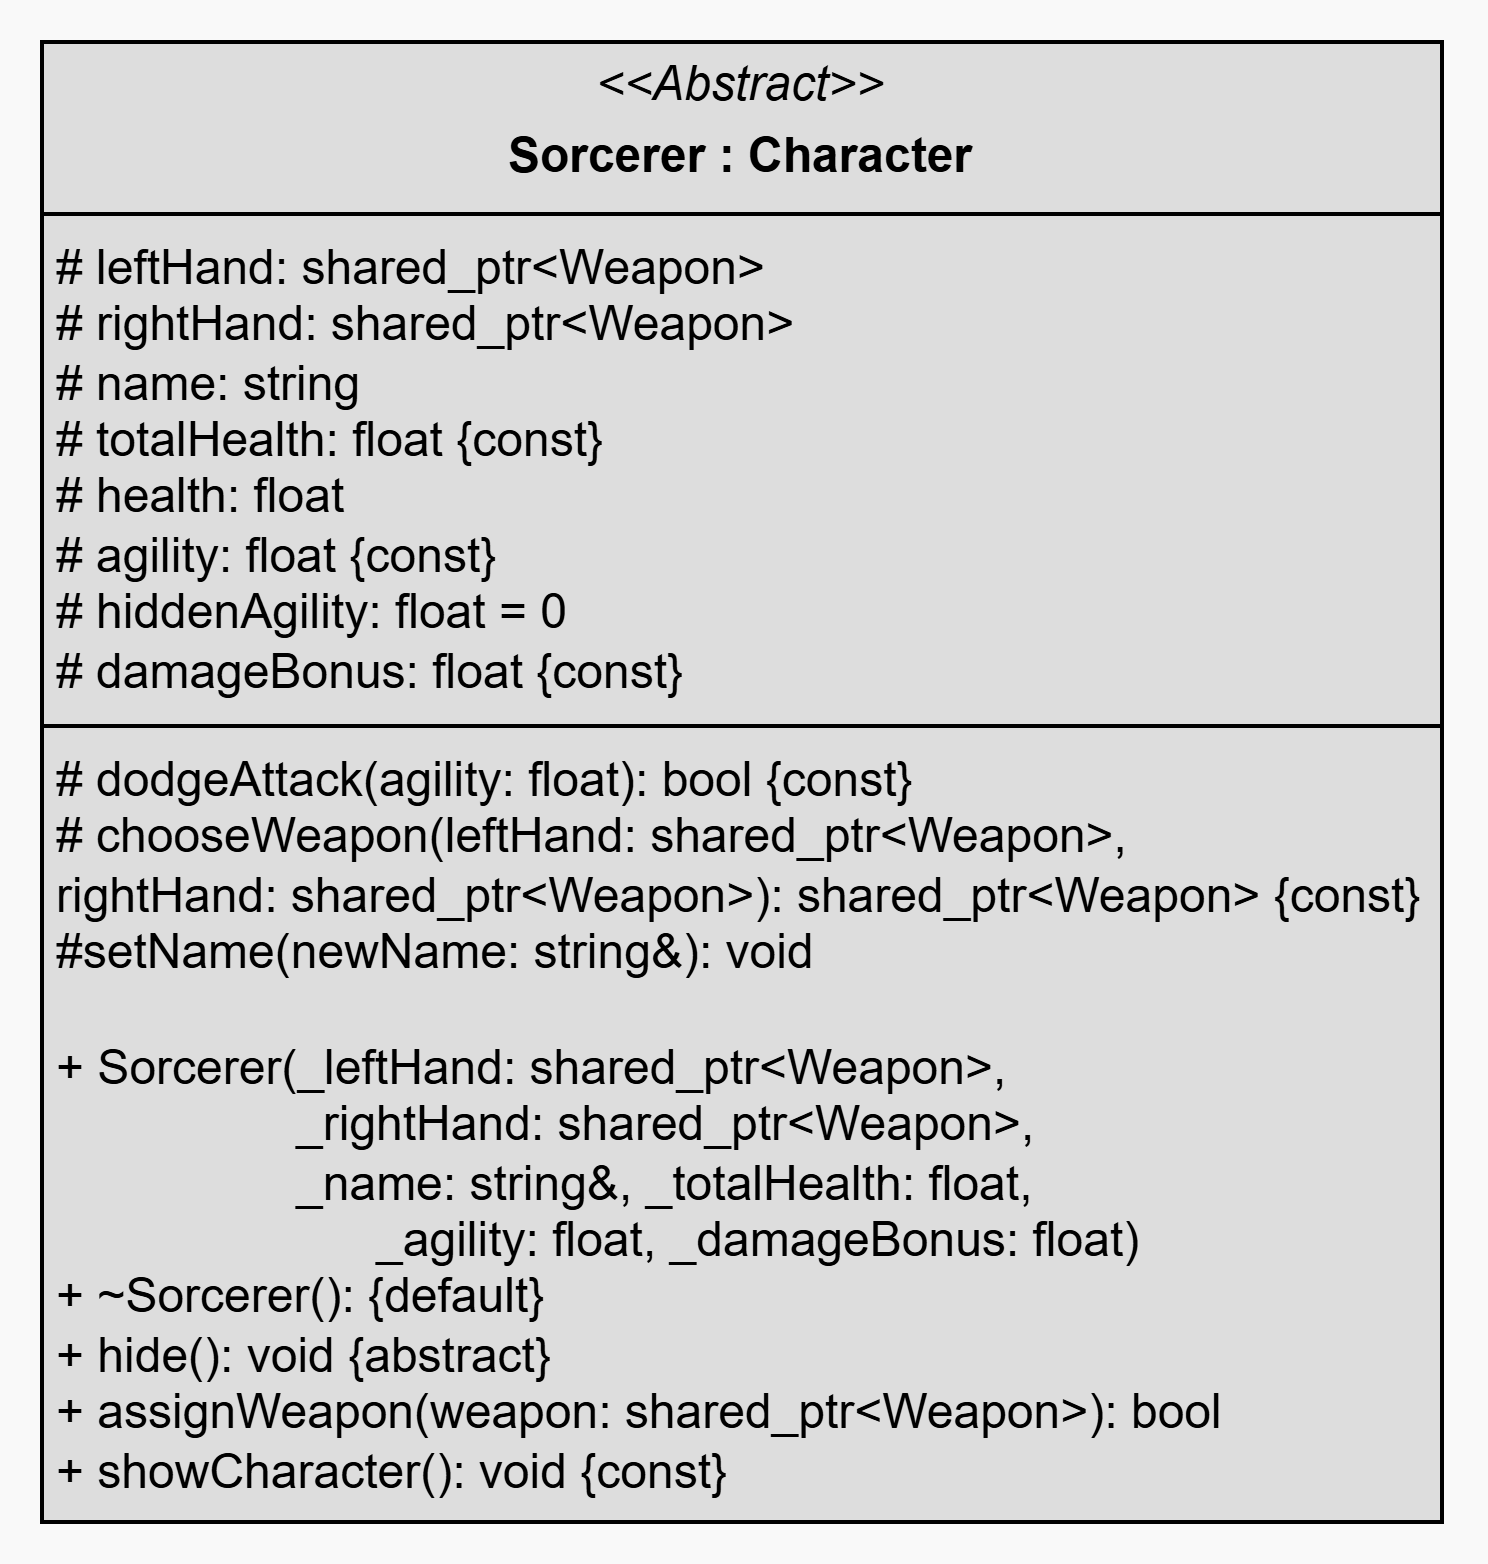 <<Abstract>>
Sorcerer : Character
# leftHand: shared_ptr<Weapon>
# rightHand: shared_ptr<Weapon>
# name: string
# totalHealth: float {const}
# health: float
# agility: float {const}
# hiddenAgility: float = 0
# damageBonus: float {const}
# dodgeAttack(agility: float): bool {const}
# chooseWeapon(leftHand: shared_ptr<Weapon>,
rightHand: shared_ptr<Weapon>): shared_ptr<Weapon> {const}
#setName(newName: string&): void
+ Sorcerer(_leftHand: shared_ptr<Weapon>,
_rightHand: shared_ptr<Weapon>,
_name: string&, _totalHealth: float,
_agility: float, _damageBonus: float)
+ ~Sorcerer(): {default}
+ hide(): void {abstract}
+ assignWeapon(weapon: shared_ptr<Weapon>): bool
+ showCharacter(): void {const}